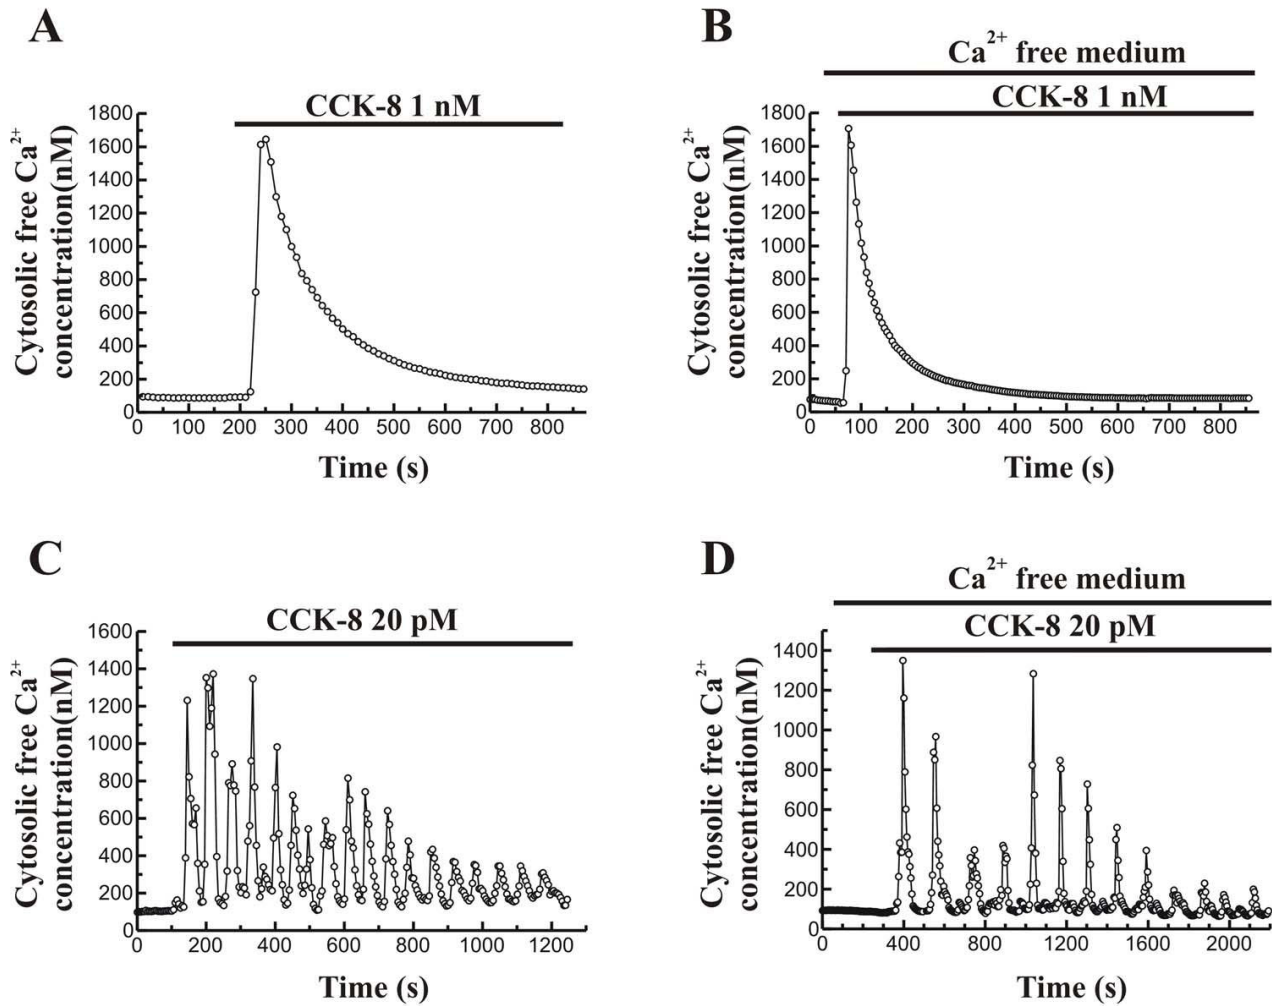 A
CCK-8 1 nM
Cytosolic free Ca2+
concentration(nM)
1800
1600
1400
1200
1000
800
600
400
200
0
0 100 200 300 400 500 600 700 800
Time (s)
B
Ca2+ free medium
CCK-8 1 nM
Cytosolic free Ca2+
concentration(nM)
1800
1600
1400
1200
1000
800
600
400
200
0
0 100 200 300 400 500 600 700 800
Time (s)
C
CCK-8 20 pM
Cytosolic free Ca2+
concentration(nM)
1600
1400
1200
1000
800
600
400
200
0
0 200 400 600 800 1000 1200
Time (s)
D
Ca2+ free medium
CCK-8 20 pM
Cytosolic free Ca2+
concentration(nM)
1400
1200
1000
800
600
400
200
0
0 400 800 1200 1600 2000
Time (s)